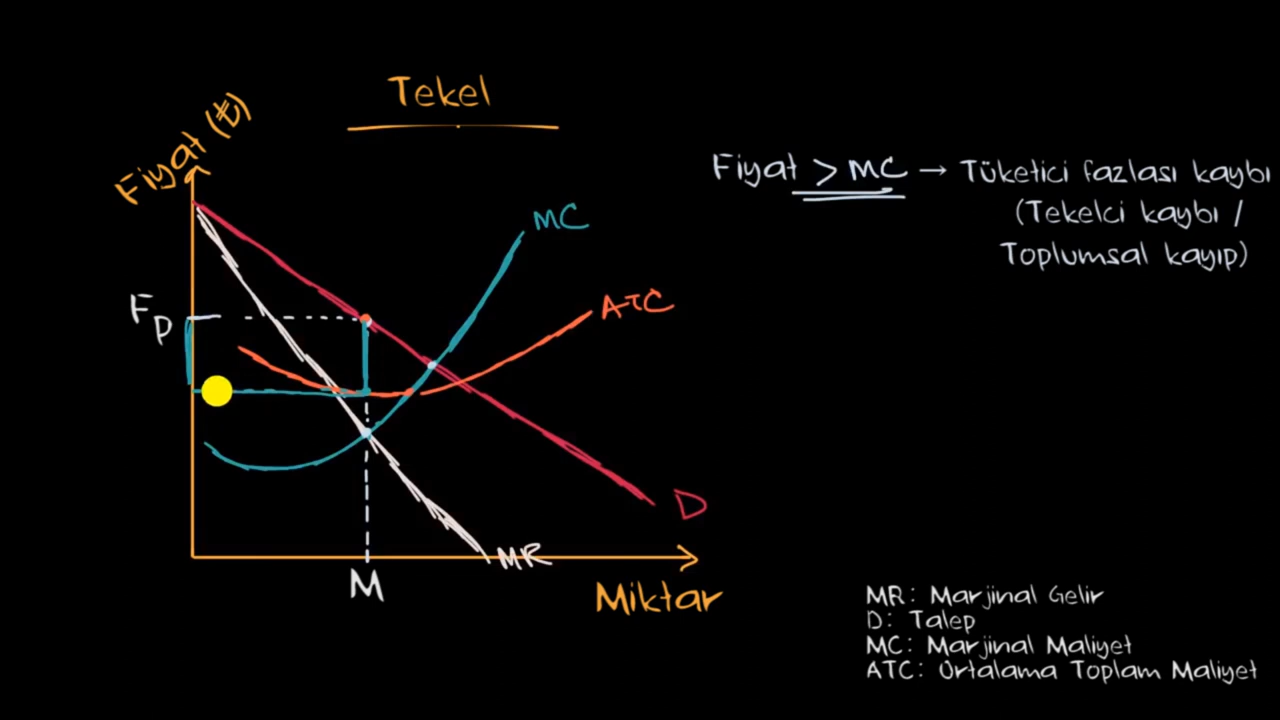 Tekel
Fiyat (₺)
Fiyat > MC → Tüketici fazlası kaybı
(Tekelci kaybı /
Toplumsal kayıp)
MC
ATC
Fp
D
MR
M
Miktar
MR: Marjinal Gelir
D: Talep
MC: Marjinal Maliyet
ATC: Ortalama Toplam Maliyet